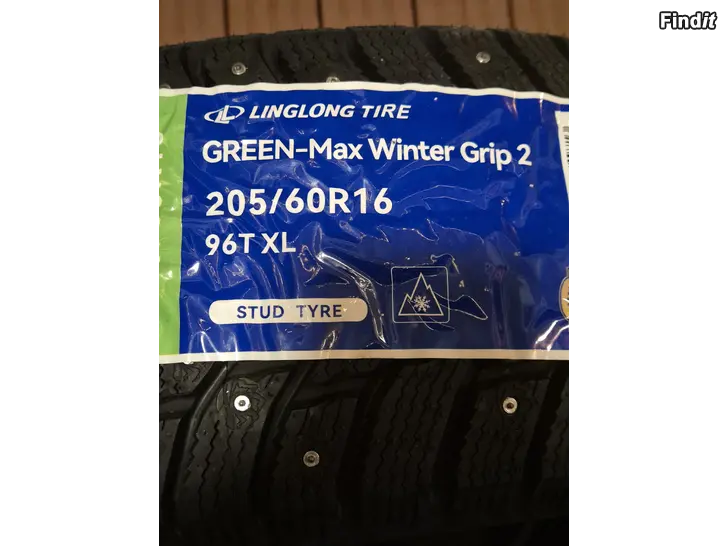 Findit
LINGLONG TIRE
GREEN-Max Winter Grip 2
205/60R16
96T XL
STUD TYRE